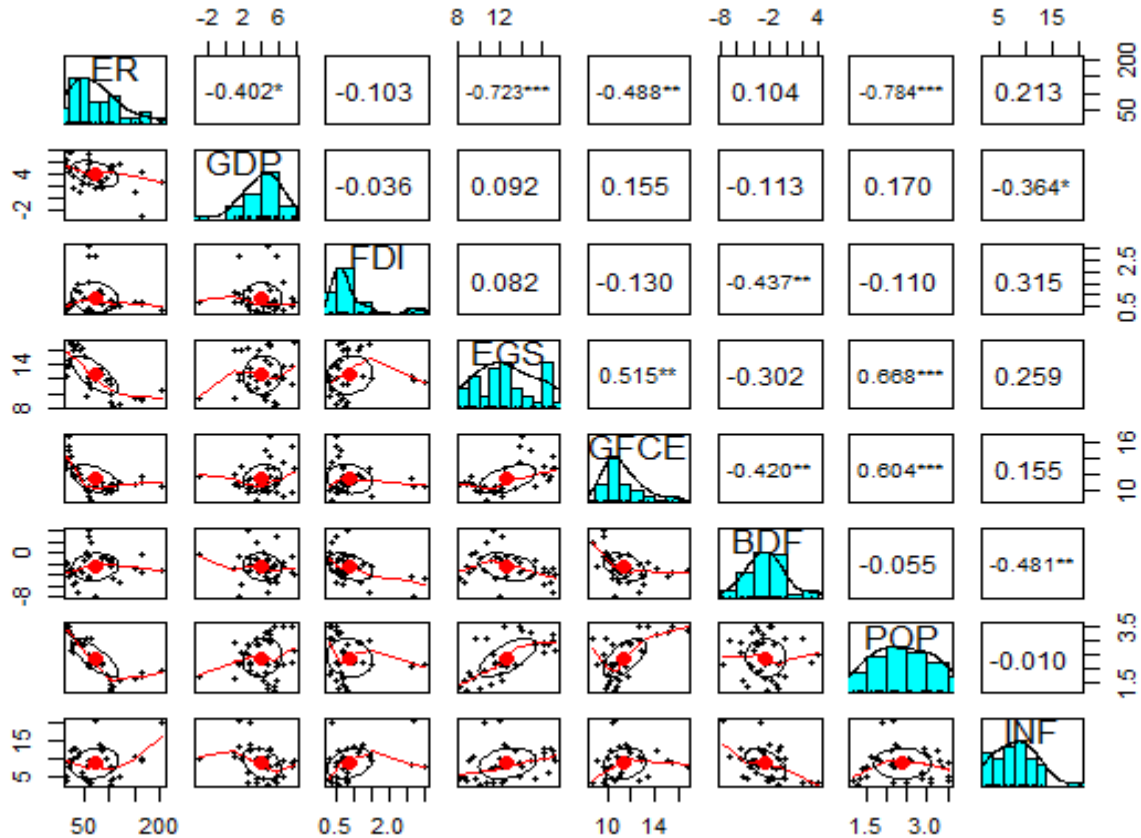 -2 2 6 8 12 -8 -2 4 5 15
ER -0.402* -0.103 -0.723*** -0.488** 0.104 -0.784*** 0.213 50 200
4 -2 GDP -0.036 0.092 0.155 -0.113 0.170 -0.364*
FDI 0.082 -0.130 -0.437** -0.110 0.315 0.5 2.5
8 14 EGS 0.515** -0.302 0.668*** 0.259
GFCE -0.420** 0.604*** 0.155 10 16
-8 0 BDF -0.055 -0.481**
POP -0.010 1.5 3.5
5 15 INF
50 200 0.5 2.0 10 14 1.5 3.0